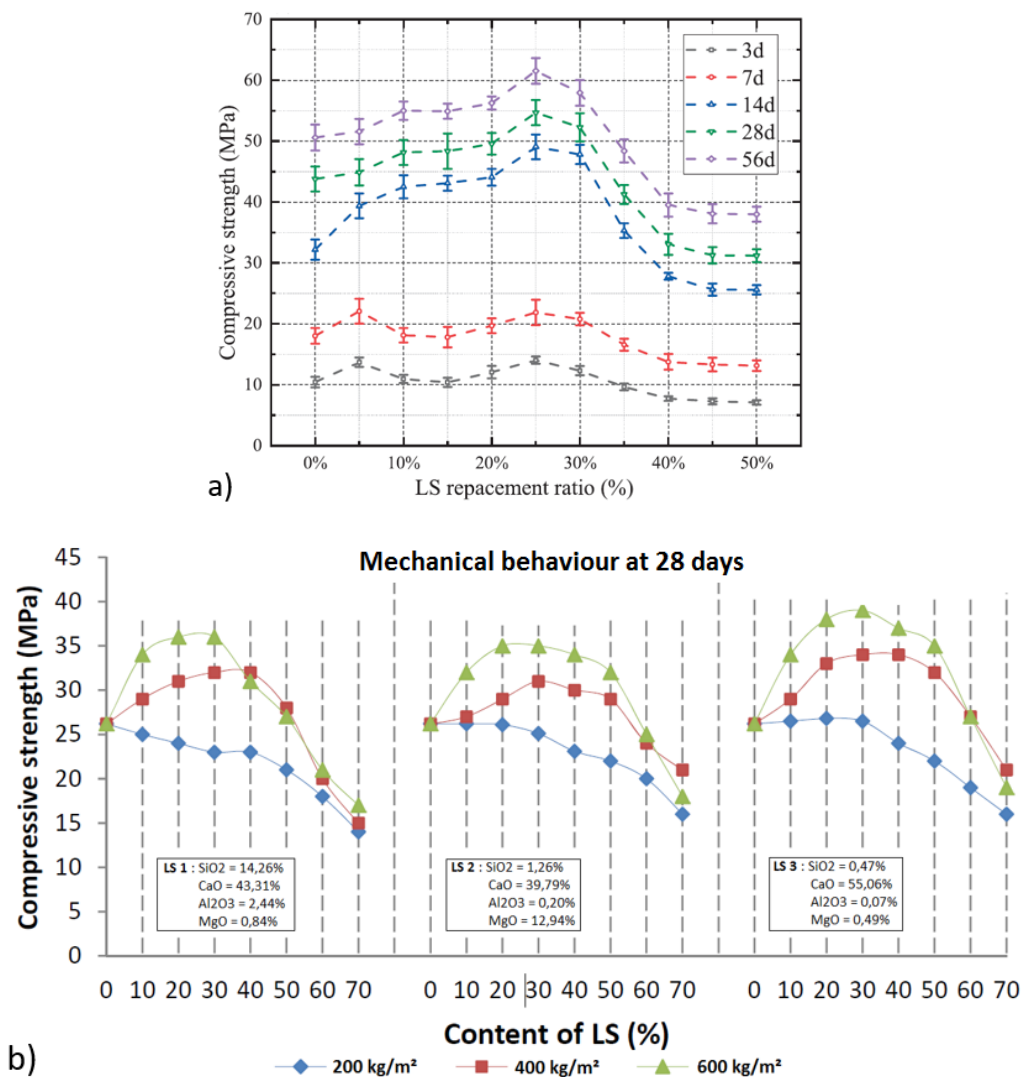 70
60
50
40
30
20
10
0
Compressive strength (MPa)
3d
7d
14d
28d
56d
0% 10% 20% 30% 40% 50%
LS repacement ratio (%)
a)
Mechanical behaviour at 28 days
45
40
35
30
25
20
15
10
5
0
Compressive strength (MPa)
LS 1 : SiO2 = 14,26%
CaO = 43,31%
Al2O3 = 2,44%
MgO = 0,84%
LS 2 : SiO2 = 1,26%
CaO = 39,79%
Al2O3 = 0,20%
MgO = 12,94%
LS 3 : SiO2 = 0,47%
CaO = 55,06%
Al2O3 = 0,07%
MgO = 0,49%
0 10 20 30 40 50 60 70 0 10 20 30 40 50 60 70 0 10 20 30 40 50 60 70
Content of LS (%)
b)
200 kg/m² 400 kg/m² 600 kg/m²